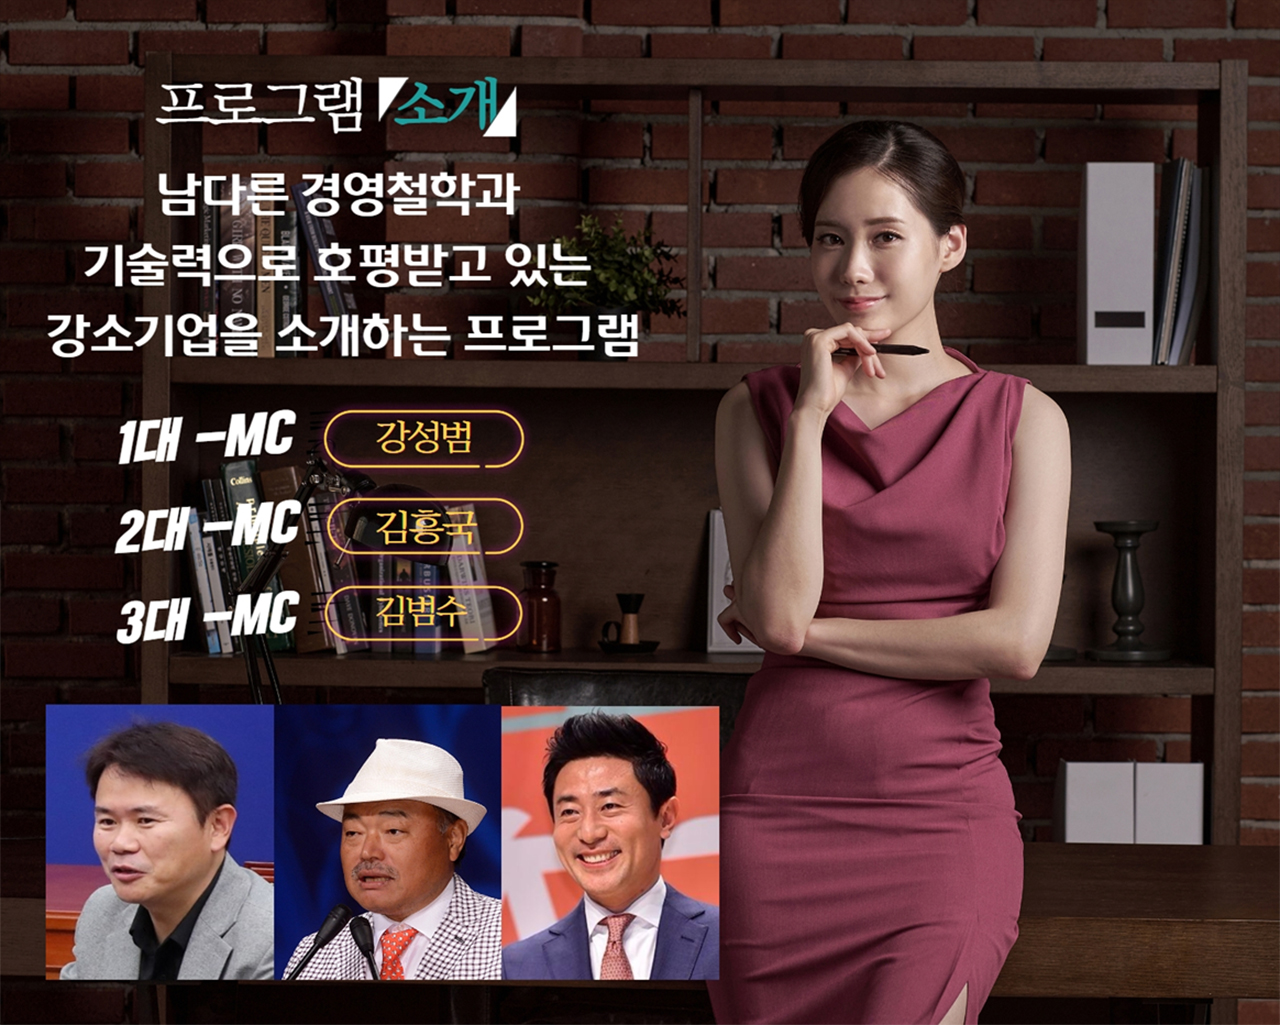 프로그램 소개
남다른 경영철학과
기술력으로 호평받고 있는
강소기업을 소개하는 프로그램
1대 -MC 강성범
2대 -MC 김흥국
3대 -MC 김범수
Collins